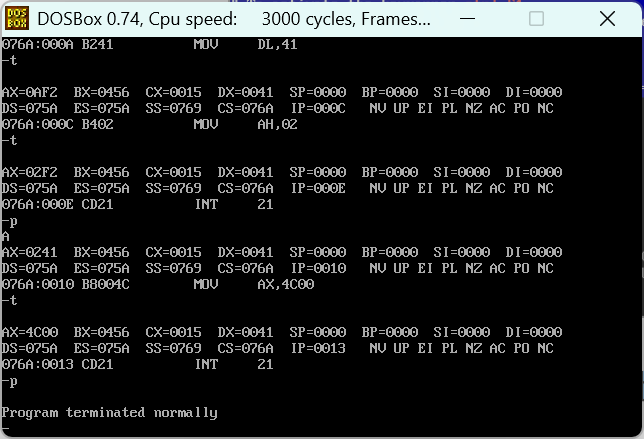 DOS BOX
DOSBox 0.74, Cpu speed: 3000 cycles, Frames...
076A:000A B241 MOV DL,41
-t
AX=0AF2 BX=0456 CX=0015 DX=0041 SP=0000 BP=0000 SI=0000 DI=0000
DS=075A ES=075A SS=0769 CS=076A IP=000C NV UP EI PL NZ AC PO NC
076A:000C B402 MOV AH,02
-t
AX=02F2 BX=0456 CX=0015 DX=0041 SP=0000 BP=0000 SI=0000 DI=0000
DS=075A ES=075A SS=0769 CS=076A IP=000E NV UP EI PL NZ AC PO NC
076A:000E CD21 INT 21
-p
A
AX=0241 BX=0456 CX=0015 DX=0041 SP=0000 BP=0000 SI=0000 DI=0000
DS=075A ES=075A SS=0769 CS=076A IP=0010 NV UP EI PL NZ AC PO NC
076A:0010 B8004C MOV AX,4C00
-t
AX=4C00 BX=0456 CX=0015 DX=0041 SP=0000 BP=0000 SI=0000 DI=0000
DS=075A ES=075A SS=0769 CS=076A IP=0013 NV UP EI PL NZ AC PO NC
076A:0013 CD21 INT 21
-p
Program terminated normally
-